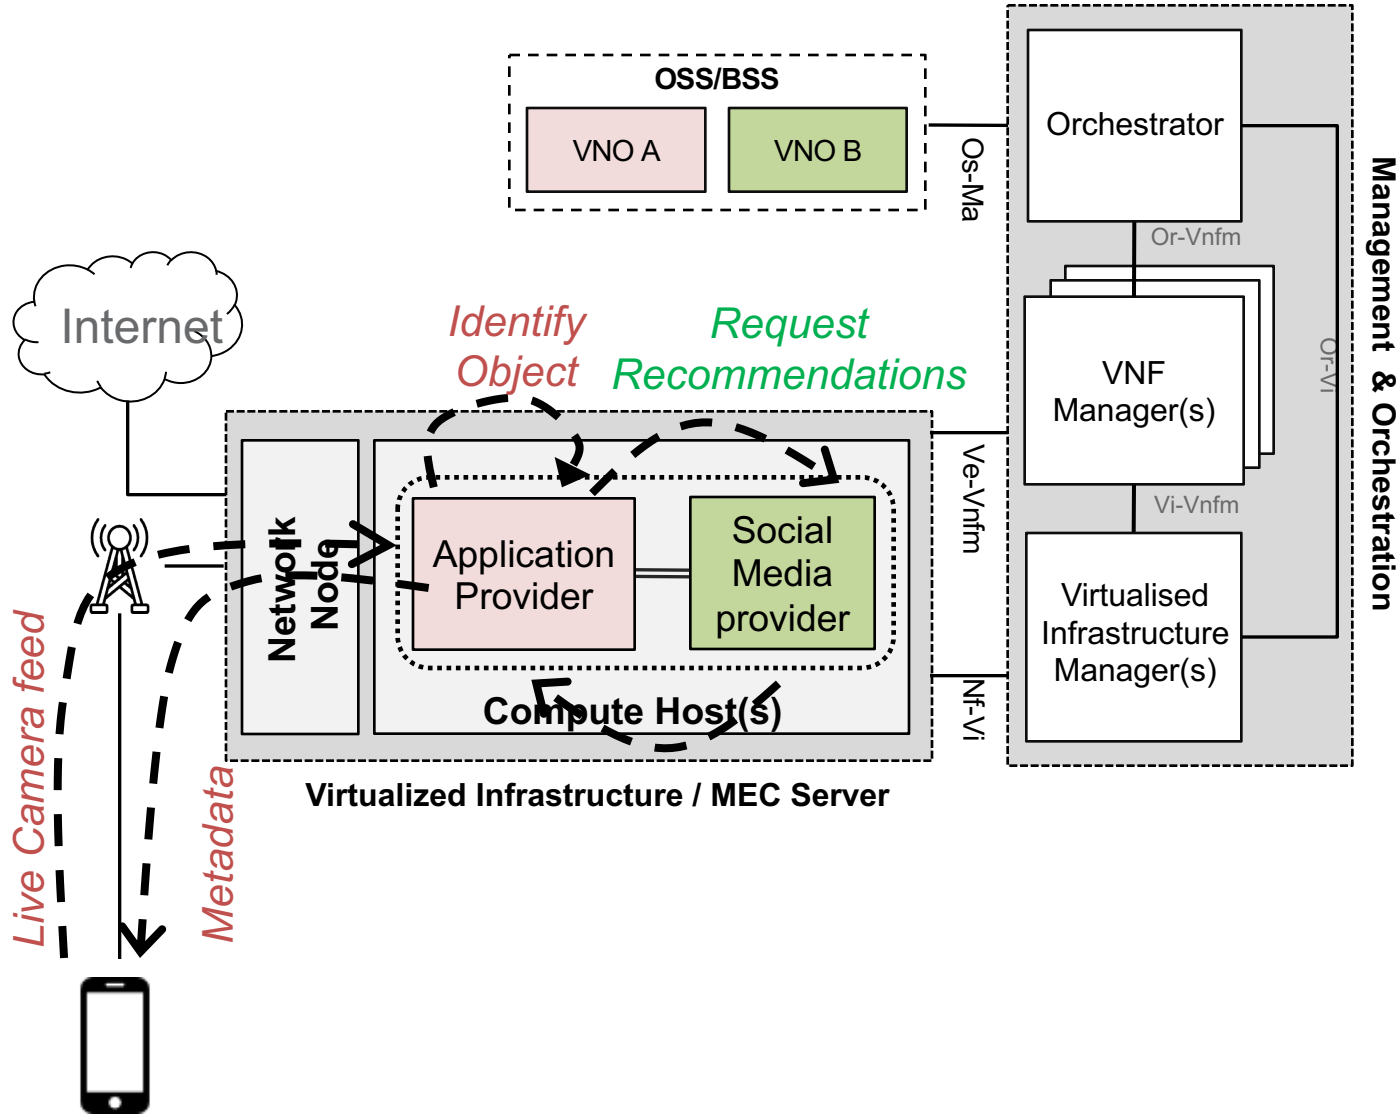 OSS/BSS
VNO A
VNO B
Os-Ma
Orchestrator
Or-Vnfm
Management & Orchestration
Internet
Identify
Object
Request
Recommendations
VNF
Manager(s)
Or-Vi
Ve-Vnfm
Vi-Vnfm
Network
Node
Application
Provider
Social
Media
provider
Virtualised
Infrastructure
Manager(s)
Compute Host(s)
Nf-Vi
Virtualized Infrastructure / MEC Server
Live Camera feed
Metadata